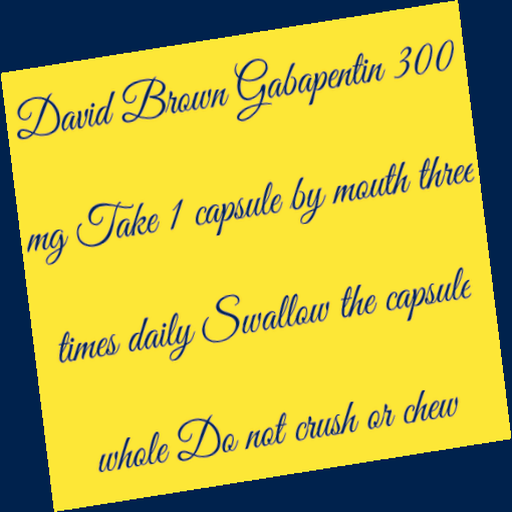 David Brown Gabapentin 300
mg Take 1 capsule by mouth three
times daily Swallow the capsule
whole Do not crush or chew